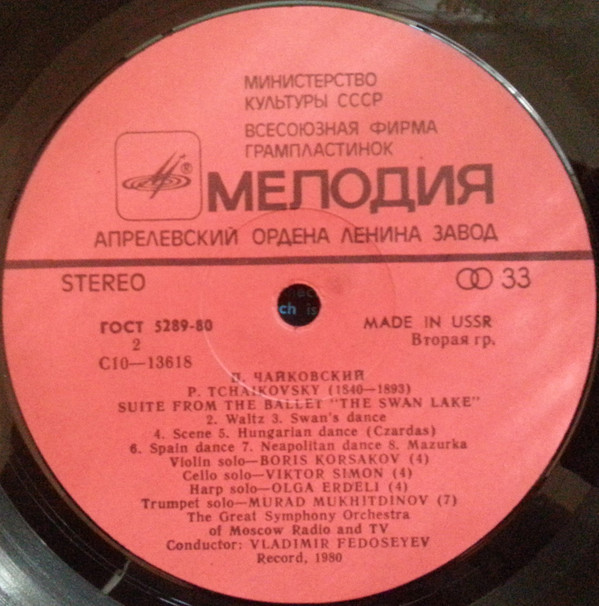 МИНИСТЕРСТВО
КУЛЬТУРЫ СССР
ВСЕСОЮЗНАЯ ФИРМА
ГРАМПЛАСТИНОК
®
МЕЛОДИЯ
АПРЕЛЕВСКИЙ ОРДЕНА ЛЕНИНА ЗАВОД
STEREO 33
ГОСТ 5289-80 MADE IN USSR
2 Вторая гр.
С10—13618
П. ЧАЙКОВСКИЙ
P. TCHAIKOVSKY (1840—1893)
SUITE FROM THE BALLET "THE SWAN LAKE"
2. Waltz 3. Swan's dance
4. Scene 5. Hungarian dance (Czardas)
6. Spain dance 7. Neapolitan dance 8. Mazurka
Violin solo—BORIS KORSAKOV (4)
Cello solo—VIKTOR SIMON (4)
Harp solo—OLGA ERDELI (4)
Trumpet solo—MURAD MUKHITDINOV (7)
The Great Symphony Orchestra
of Moscow Radio and TV
Conductor: VLADIMIR FEDOSEYEV
Record, 1980